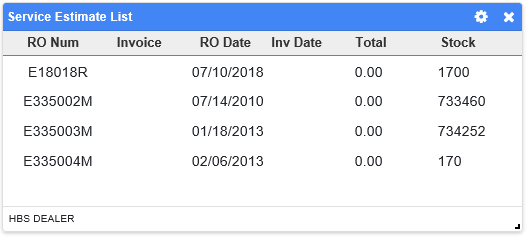 Service Estimate List
RO Num Invoice RO Date Inv Date Total Stock
E18018R 07/10/2018 0.00 1700
E335002M 07/14/2010 0.00 733460
E335003M 01/18/2013 0.00 734252
E335004M 02/06/2013 0.00 170
HBS DEALER